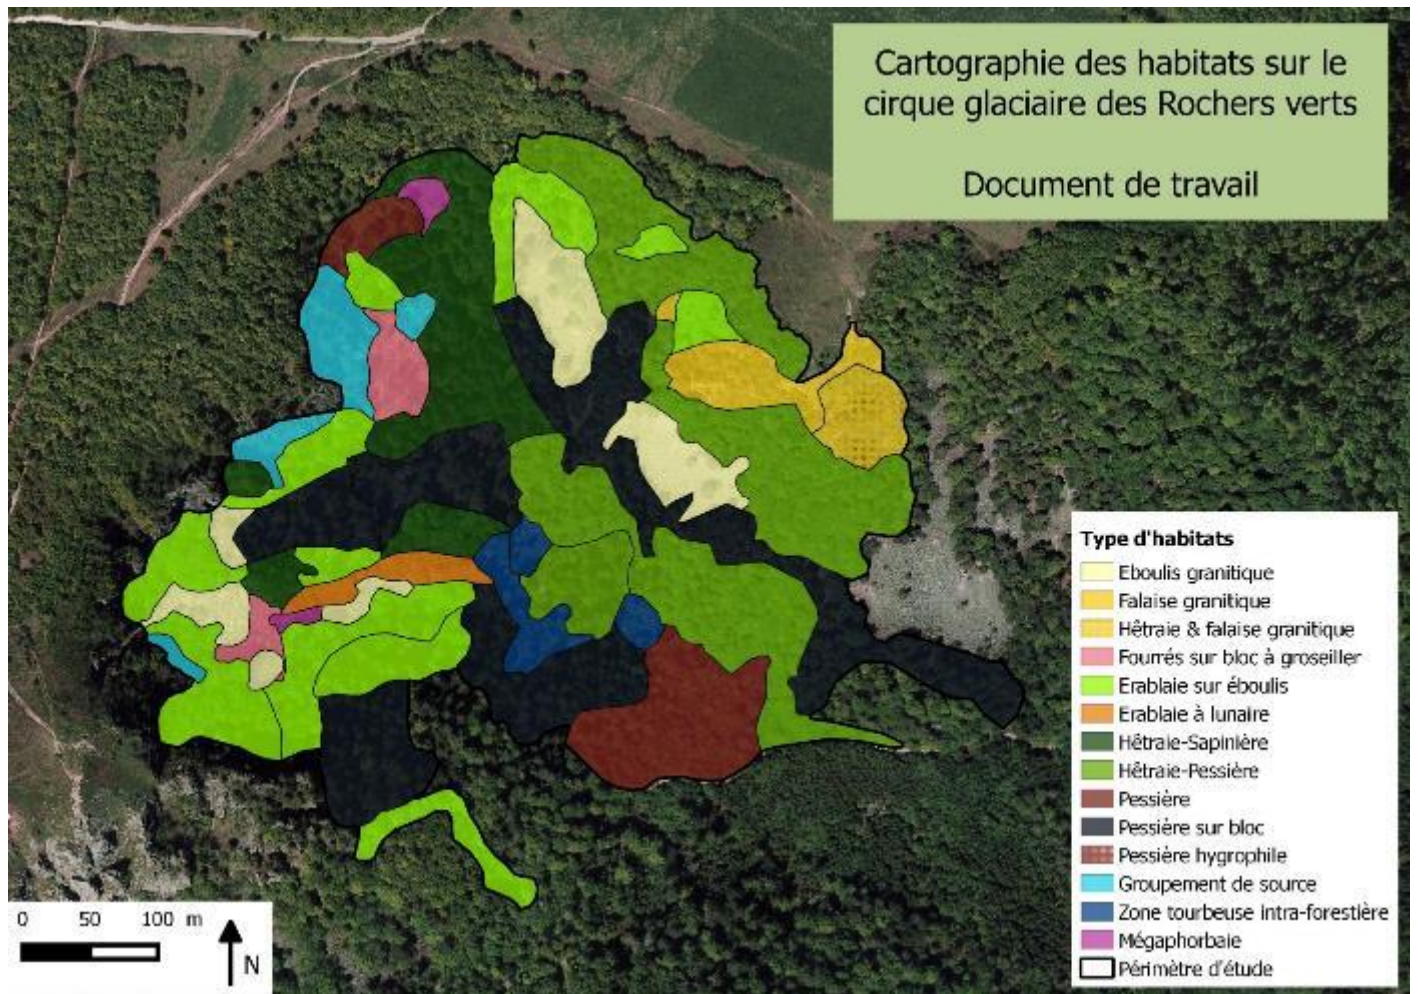 Cartographie des habitats sur le
cirque glaciaire des Rochers verts
Document de travail
Type d'habitats
Eboulis granitique
Falaise granitique
Hêtraie & falaise granitique
Fourrés sur bloc à groseiller
Erablaie sur éboulis
Erablaie à lunaire
Hêtraie-Sapinière
Hêtraie-Pessière
Pessière
Pessière sur bloc
Pessière hygrophile
Groupement de source
Zone tourbeuse intra-forestière
Mégaphorbaie
Périmètre d'étude
0 50 100 m
N